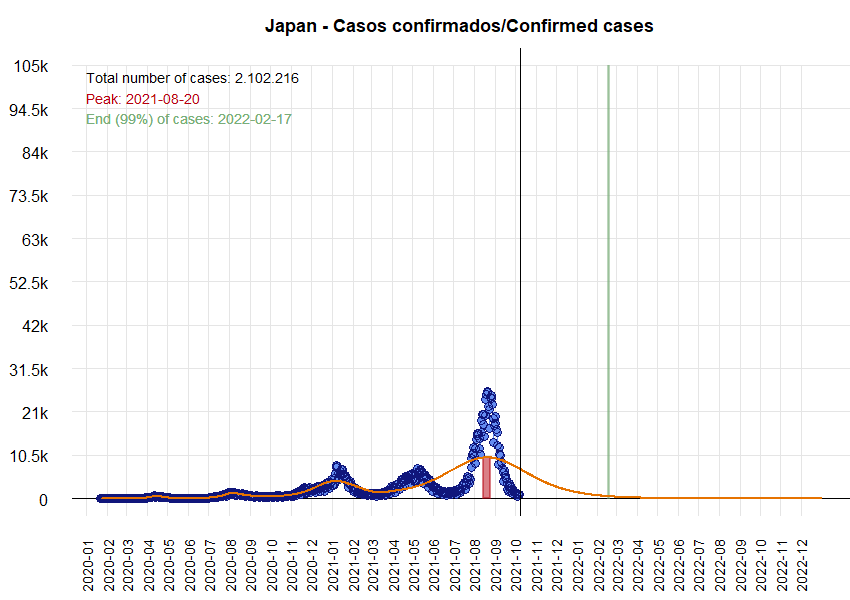 Japan - Casos confirmados/Confirmed cases
105k
94.5k
84k
73.5k
63k
52.5k
42k
31.5k
21k
10.5k
0
Total number of cases: 2.102.216
Peak: 2021-08-20
End (99%) of cases: 2022-02-17
2020-01
2020-02
2020-03
2020-04
2020-05
2020-06
2020-07
2020-08
2020-09
2020-10
2020-11
2020-12
2021-01
2021-02
2021-03
2021-04
2021-05
2021-06
2021-07
2021-08
2021-09
2021-10
2021-11
2021-12
2022-01
2022-02
2022-03
2022-04
2022-05
2022-06
2022-07
2022-08
2022-09
2022-10
2022-11
2022-12